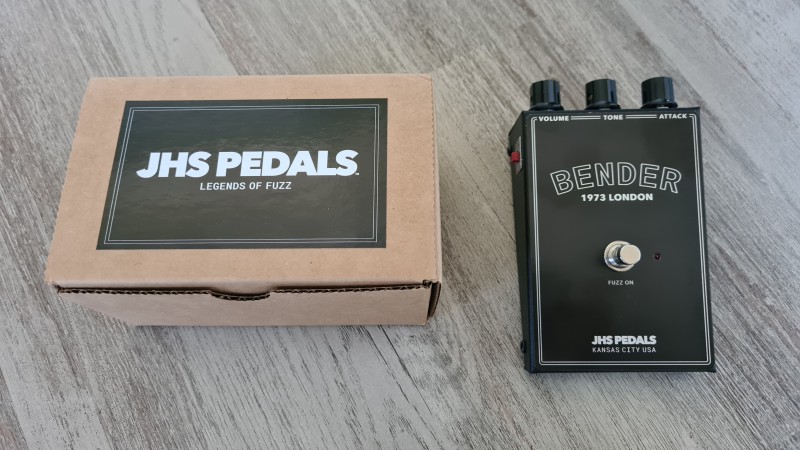 JHS PEDALS
LEGENDS OF FUZZ
VOLUME TONE ATTACK
BENDER
1973 LONDON
FUZZ ON
JHS PEDALS
KANSAS CITY USA